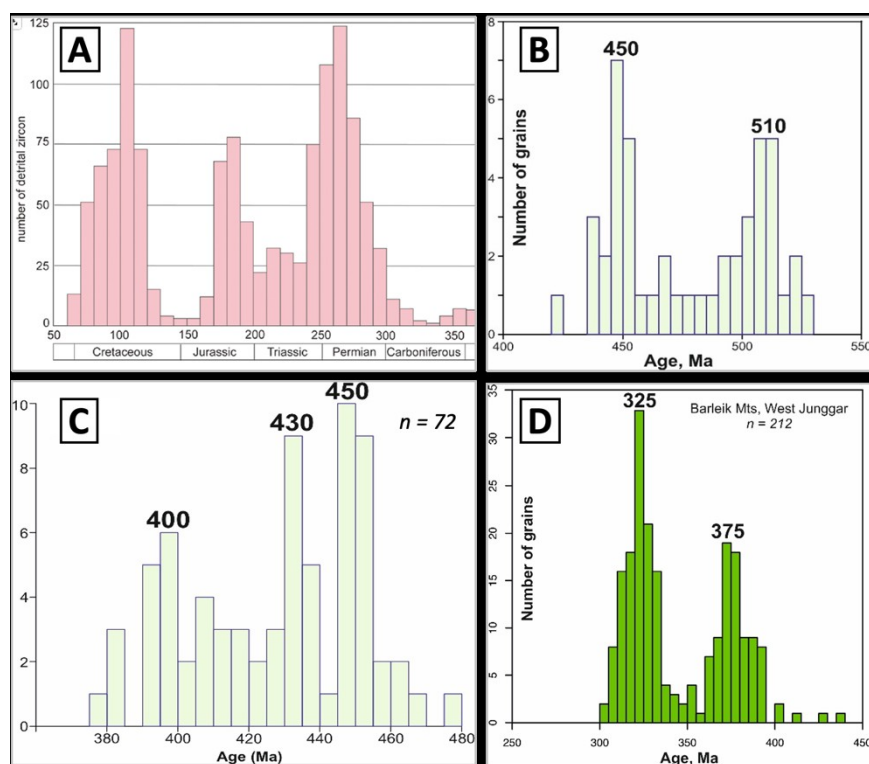 A
number of detrital zircon
125
100
75
50
25
0
50 100 150 200 250 300 350
Cretaceous Jurassic Triassic Permian Carboniferous
B
450
510
Number of grains
8
6
4
2
0
400 450 500 550
Age, Ma
C
400
430
450
n = 72
10
8
6
4
2
0
380 400 420 440 460 480
Age (Ma)
D
325
375
Barleik Mts, West Junggar
n = 212
Number of grains
35
30
25
20
15
10
5
0
250 300 350 400 450
Age, Ma